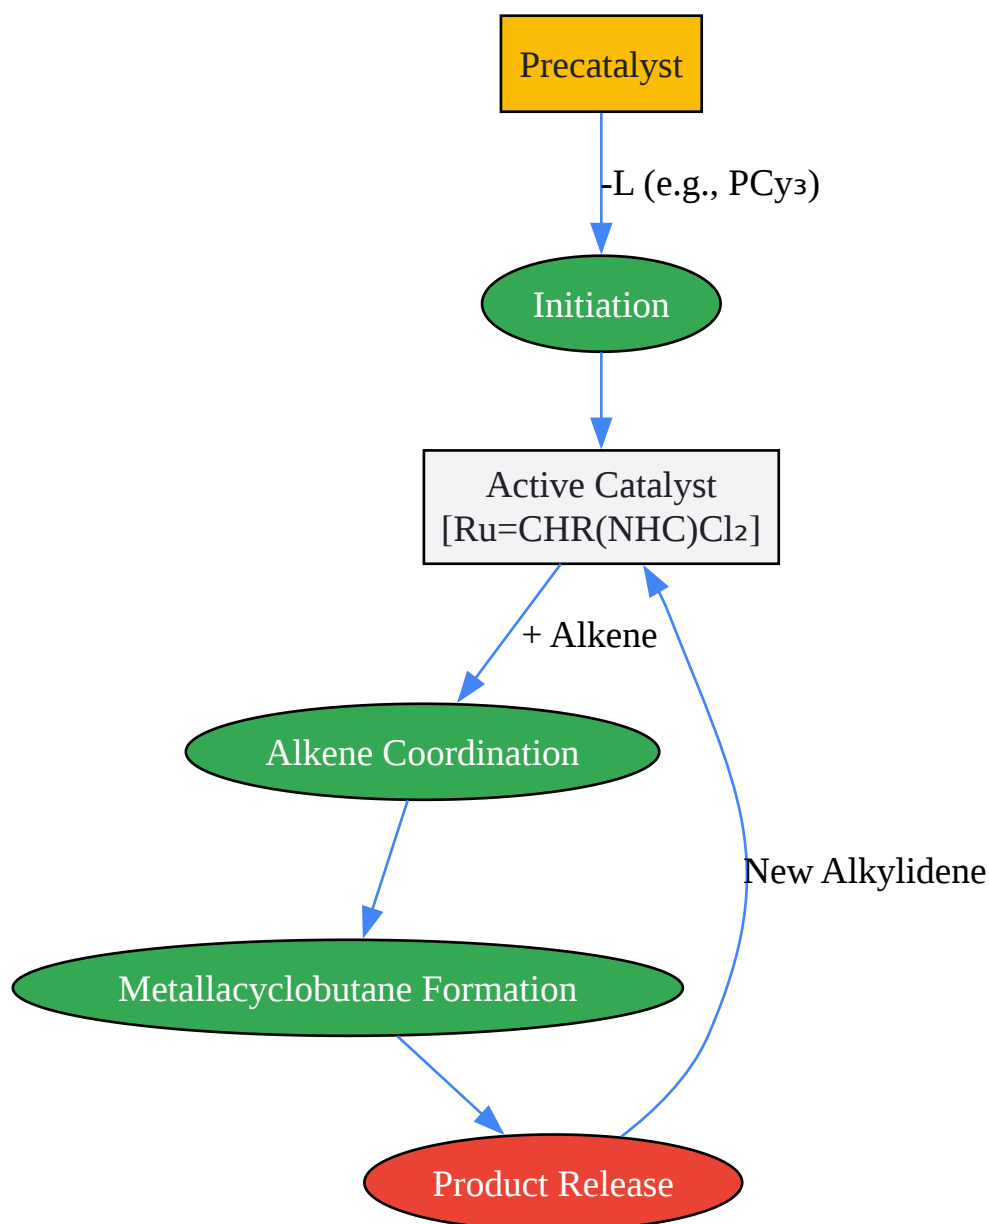 Precatalyst
-L (e.g., PCy₃)
Initiation
Active Catalyst
[Ru=CHR(NHC)Cl₂]
+ Alkene
Alkene Coordination
New Alkylidene
Metallacyclobutane Formation
Product Release